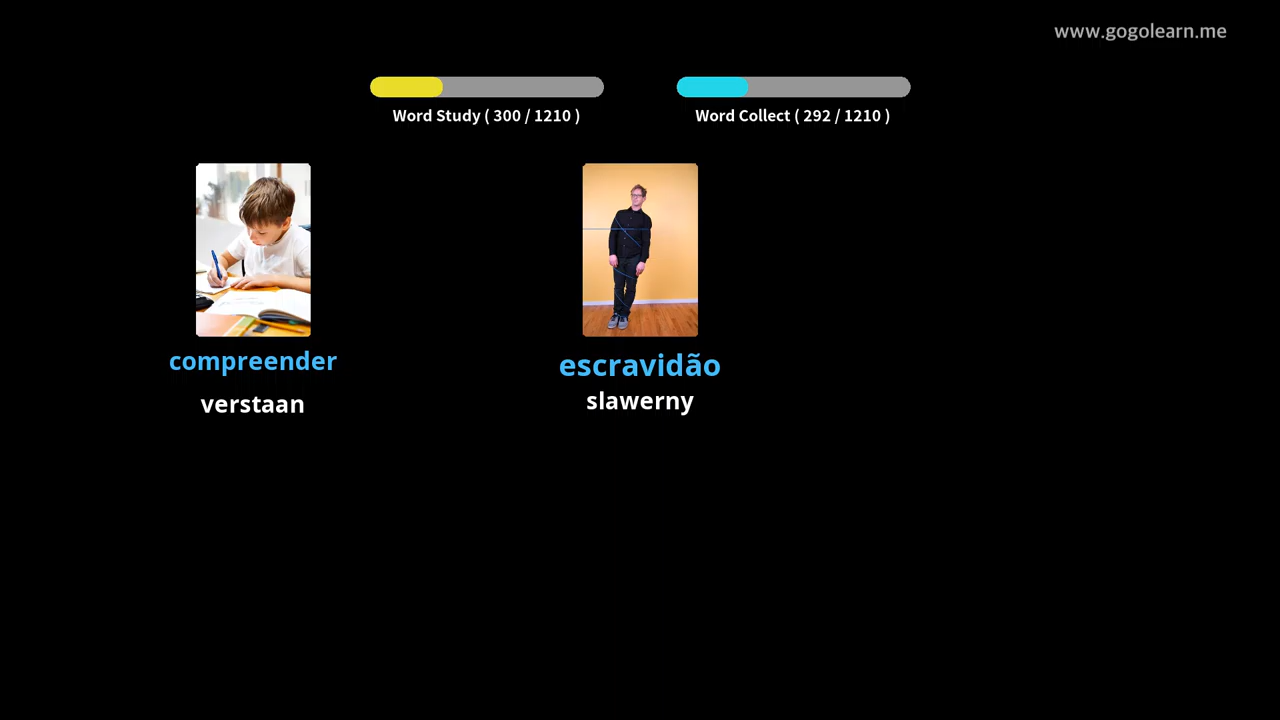 www.gogolearn.me
Word Study ( 300 / 1210 )
Word Collect ( 292 / 1210 )
compreender
verstaan
escravidão
slawerny